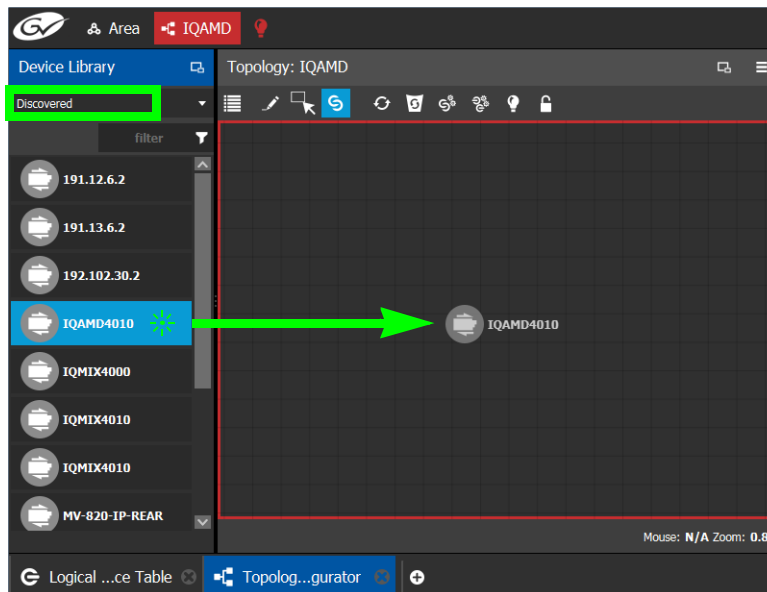 GV Area IQAMD
Device Library
Topology: IQAMD
Discovered
filter
191.12.6.2
191.13.6.2
192.102.30.2
IQAMD4010
IQAMD4010
IQMIX4000
IQMIX4010
IQMIX4010
MV-820-IP-REAR
Mouse: N/A Zoom: 0.8
Logical ...ce Table
Topolog...gurator